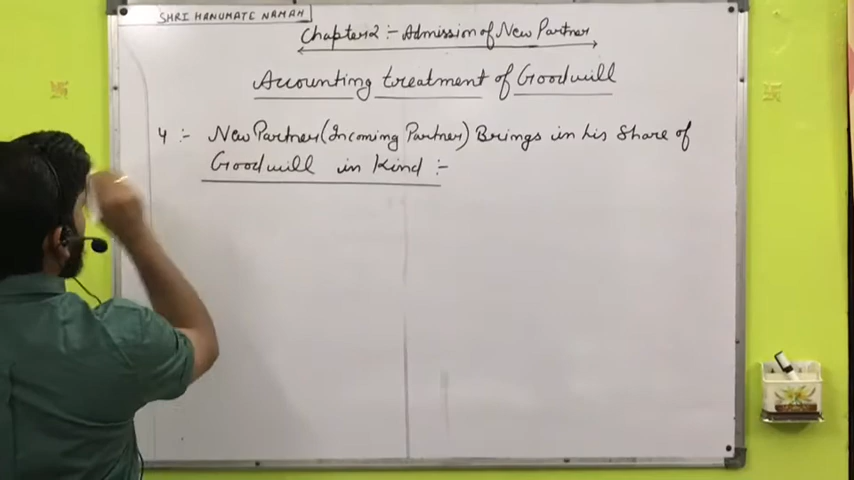 SHRI HANUMATE NAMAH
Chapter 2 :- Admission of New Partner
Accounting treatment of Goodwill
4 :- New Partner (Incoming Partner) Brings in his Share of
Goodwill in Kind :-